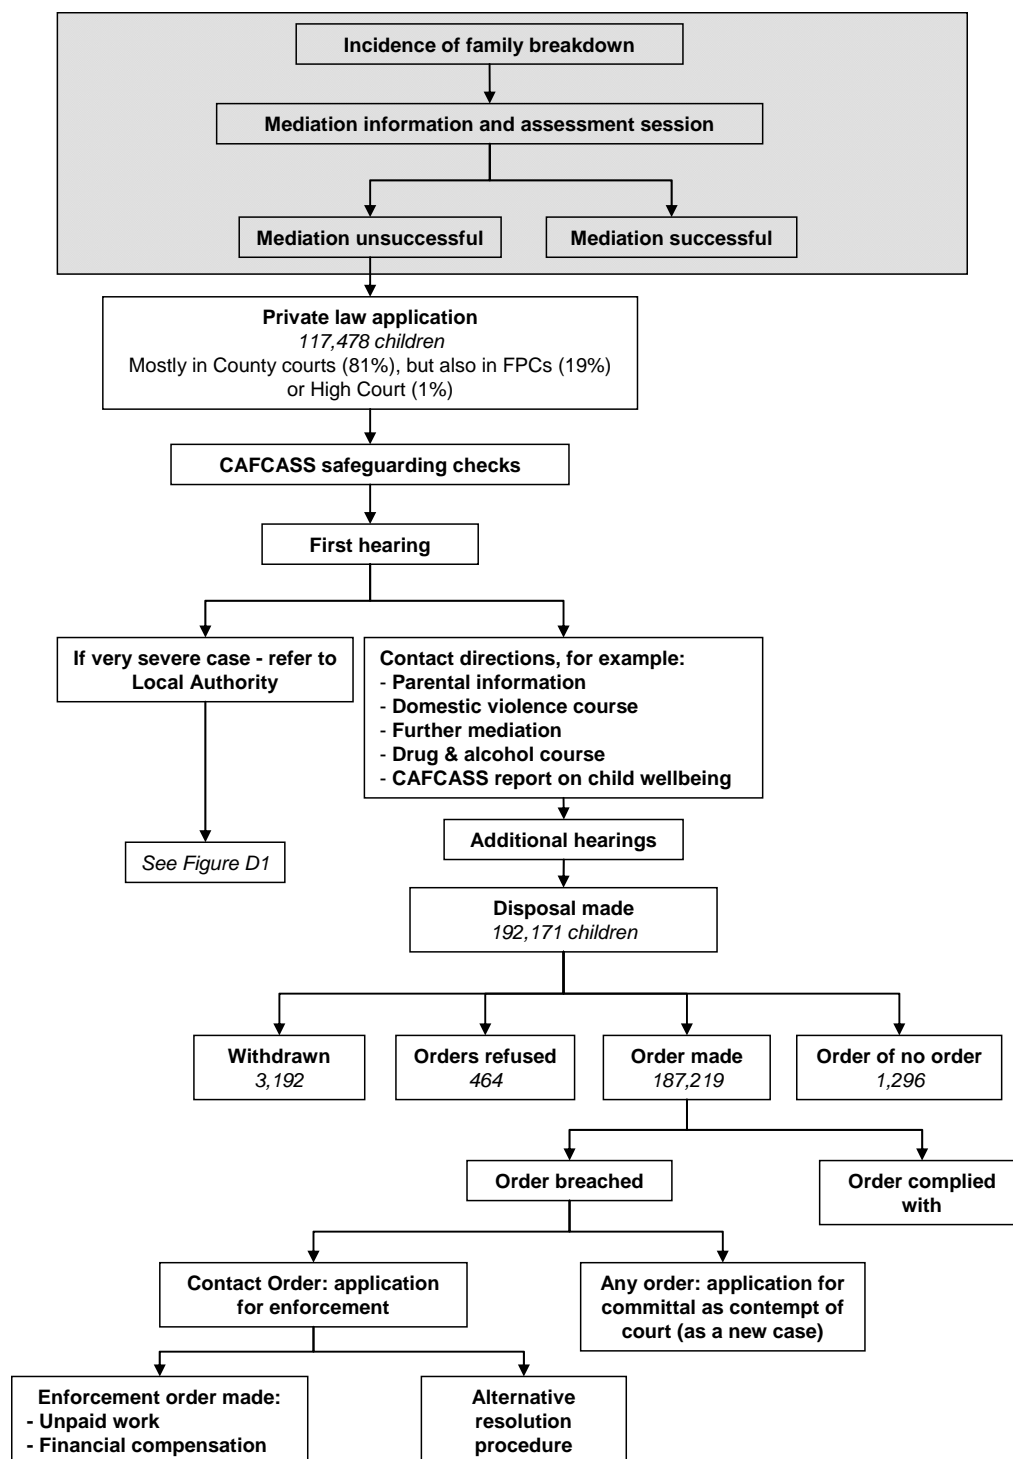 Incidence of family breakdown
Mediation information and assessment session
Mediation unsuccessful
Mediation successful
Private law application
117,478 children
Mostly in County courts (81%), but also in FPCs (19%)
or High Court (1%)
CAFCASS safeguarding checks
First hearing
If very severe case - refer to
Local Authority
Contact directions, for example:
- Parental information
- Domestic violence course
- Further mediation
- Drug & alcohol course
- CAFCASS report on child wellbeing
Additional hearings
See Figure D1
Disposal made
192,171 children
Withdrawn
3,192
Orders refused
464
Order made
187,219
Order of no order
1,296
Order breached
Order complied
with
Contact Order: application
for enforcement
Any order: application for
committal as contempt of
court (as a new case)
Enforcement order made:
- Unpaid work
- Financial compensation
Alternative
resolution
procedure